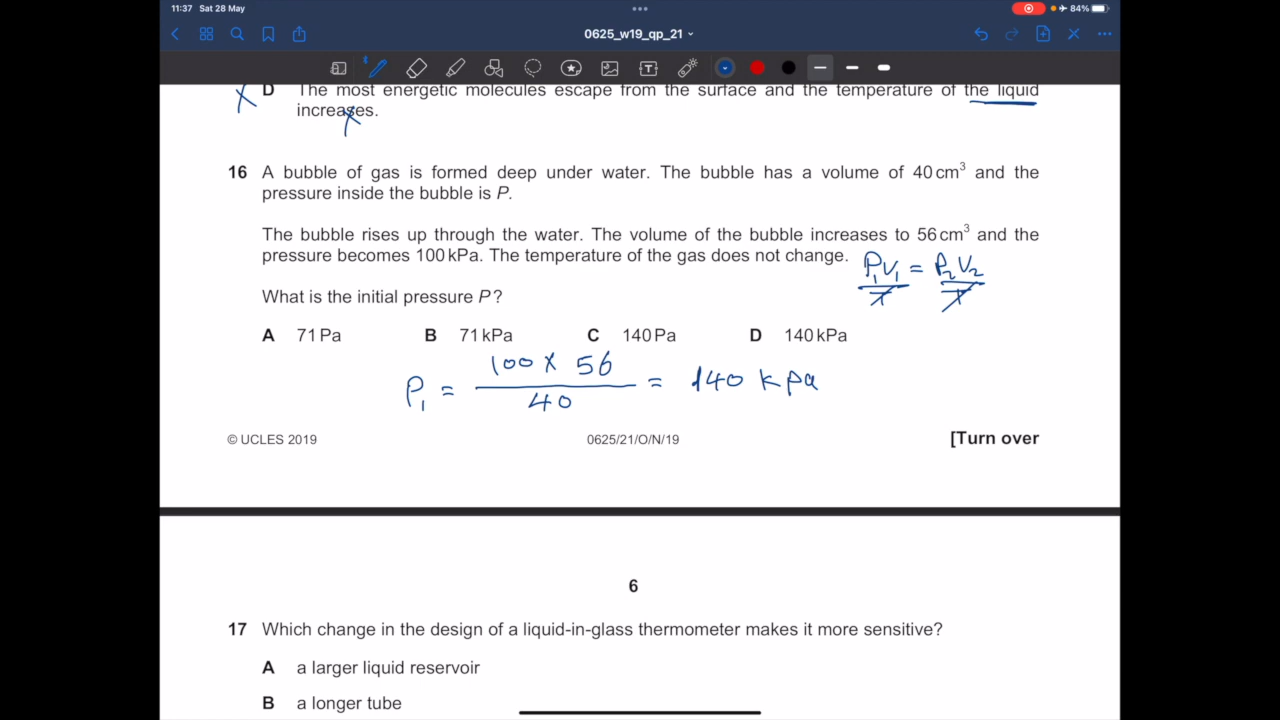 11:37 Sat 28 May
84%
0625_w19_qp_21
D The most energetic molecules escape from the surface and the temperature of the liquid
increases.
16 A bubble of gas is formed deep under water. The bubble has a volume of 40 cm³ and the
pressure inside the bubble is P.
The bubble rises up through the water. The volume of the bubble increases to 56 cm³ and the
pressure becomes 100 kPa. The temperature of the gas does not change.
P₁V₁/T = P₂V₂/T
What is the initial pressure P?
A 71 Pa B 71 kPa C 140 Pa D 140 kPa
P₁ = 100 x 56 / 40 = 140 kPa
© UCLES 2019 0625/21/O/N/19 [Turn over
6
17 Which change in the design of a liquid-in-glass thermometer makes it more sensitive?
A a larger liquid reservoir
B a longer tube